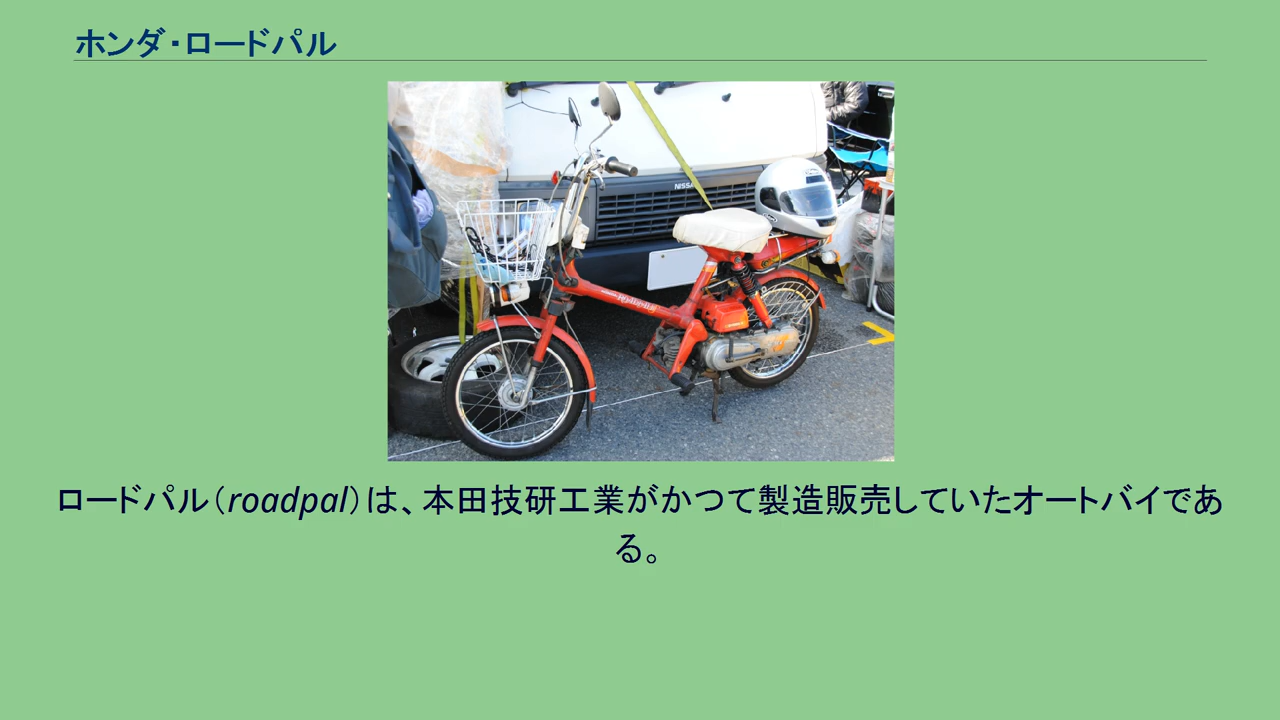 ホンダ・ロードパル
NISSAN
Roadpal
ロードパル（roadpal）は、本田技研工業がかつて製造販売していたオートバイであ
る。